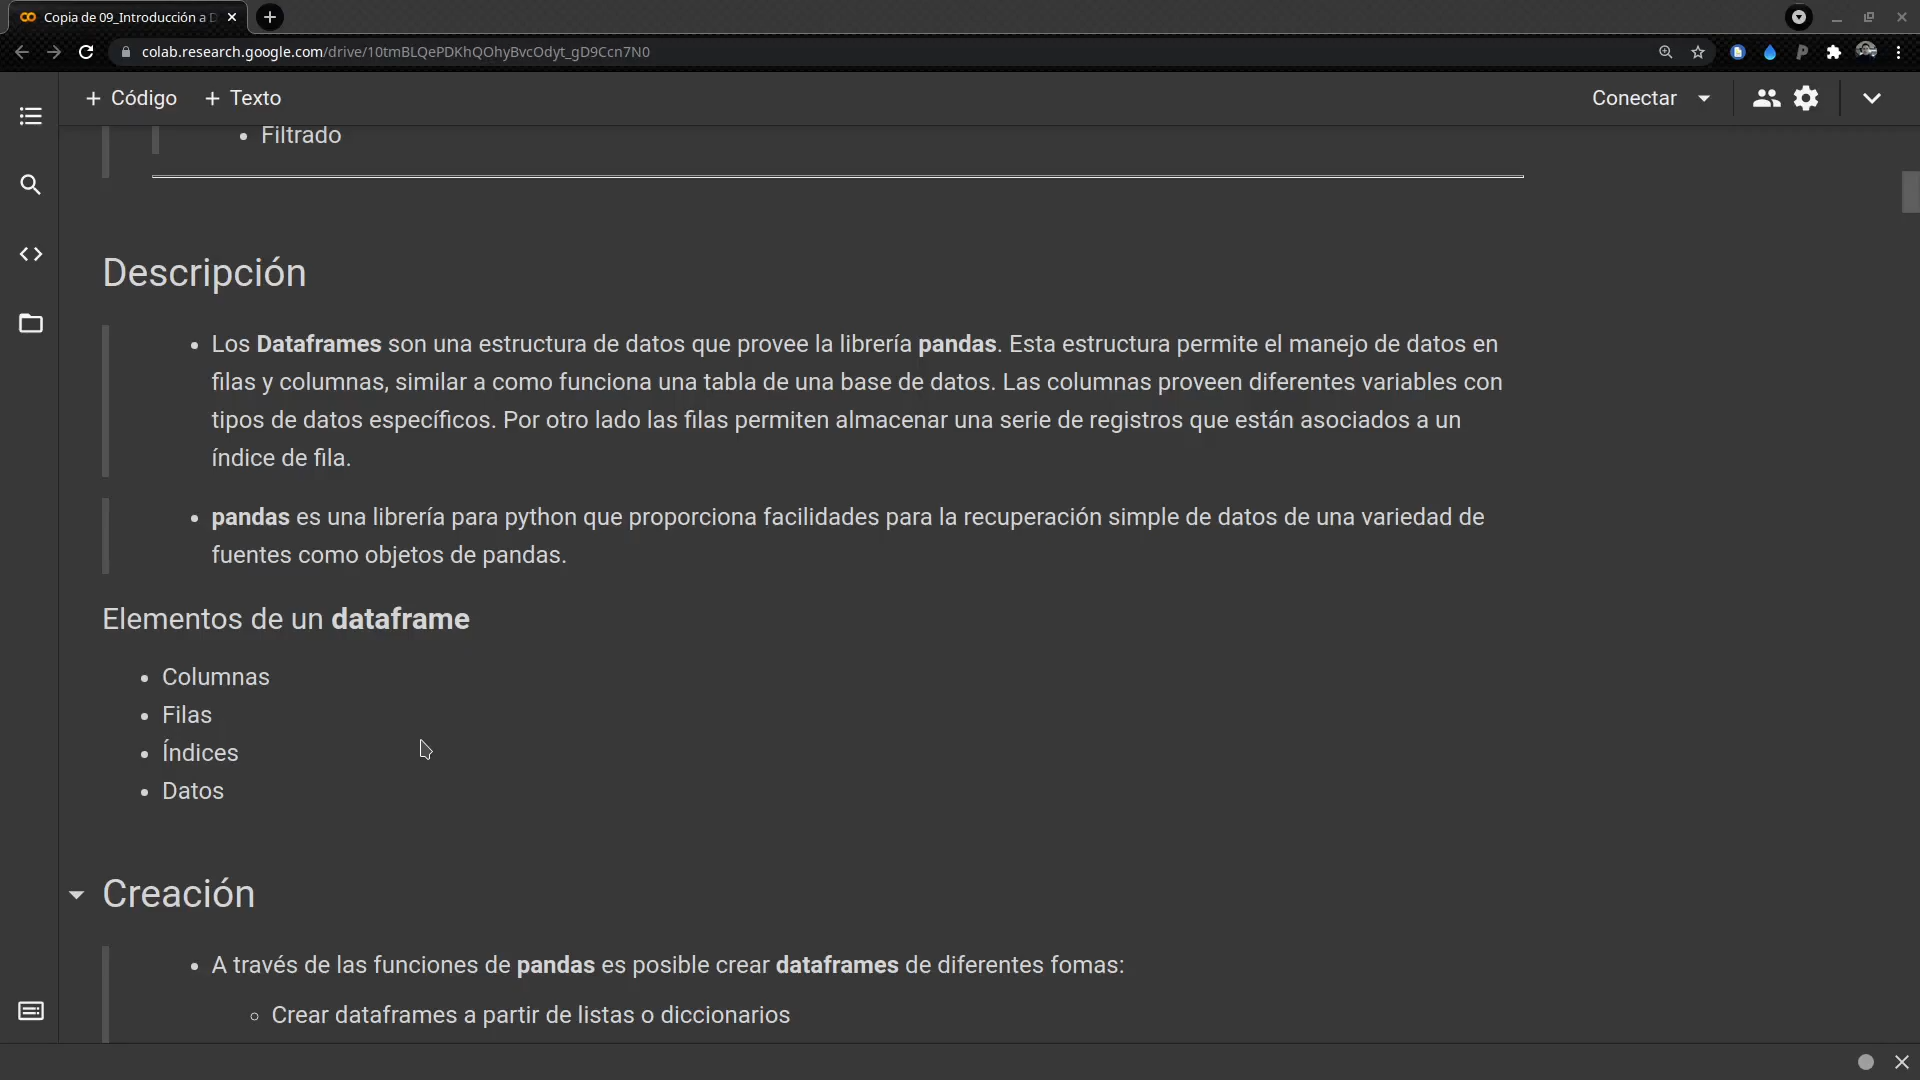 Copia de 09_Introducción a D
colab.research.google.com/drive/10tmBLQePDKhQOhyBvcOdyt_gD9Ccn7N0
+ Código + Texto Conectar
• Filtrado
Descripción
• Los Dataframes son una estructura de datos que provee la librería pandas. Esta estructura permite el manejo de datos en
filas y columnas, similar a como funciona una tabla de una base de datos. Las columnas proveen diferentes variables con
tipos de datos específicos. Por otro lado las filas permiten almacenar una serie de registros que están asociados a un
índice de fila.
• pandas es una librería para python que proporciona facilidades para la recuperación simple de datos de una variedad de
fuentes como objetos de pandas.
Elementos de un dataframe
• Columnas
• Filas
• Índices
• Datos
Creación
• A través de las funciones de pandas es posible crear dataframes de diferentes fomas:
◦ Crear dataframes a partir de listas o diccionarios